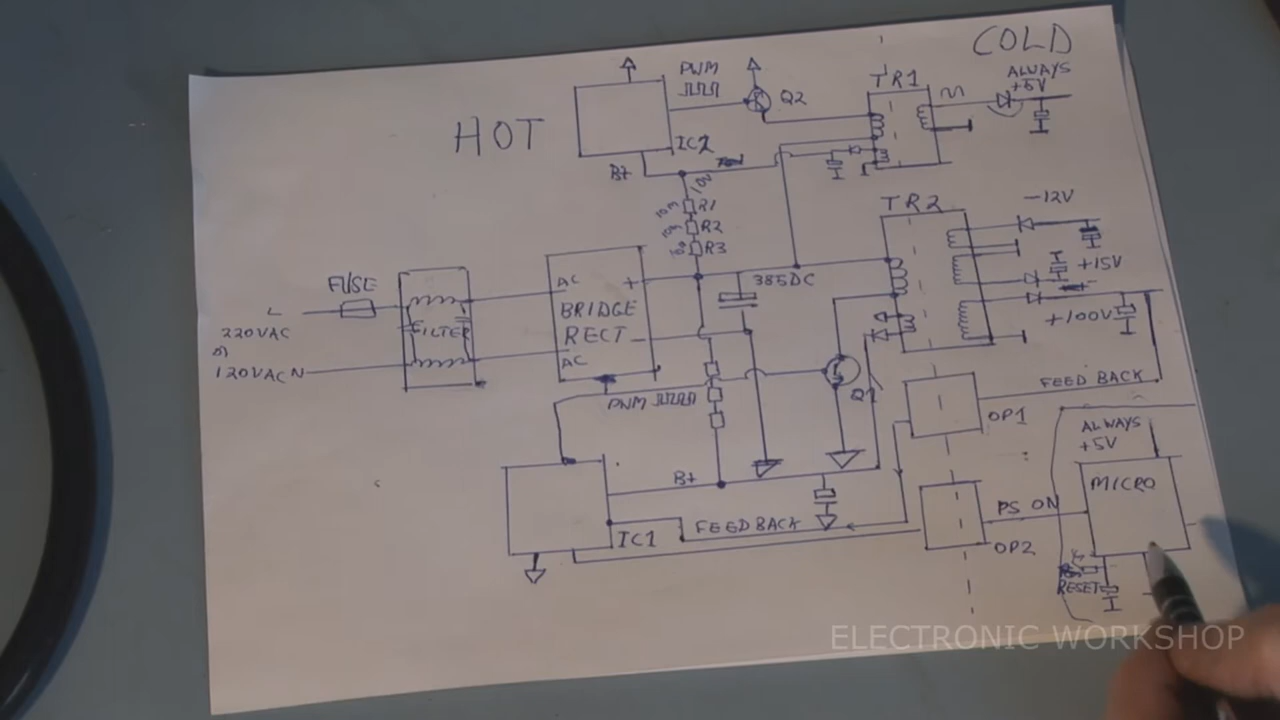 COLD
HOT
PWM
Q2
TR1
ALWAYS
+5V
IC2
B+
R1
R2
R3
TR2
-12V
+15V
+100V
385DC
FUSE
L
220VAC
120VAC N
FILTER
AC
+
BRIDGE
RECT -
AC
PWM
Q1
FEED BACK
OP1
ALWAYS
+5V
MICRO
B+
FEED BACK
IC1
PS ON
OP2
RESET
ELECTRONIC WORKSHOP